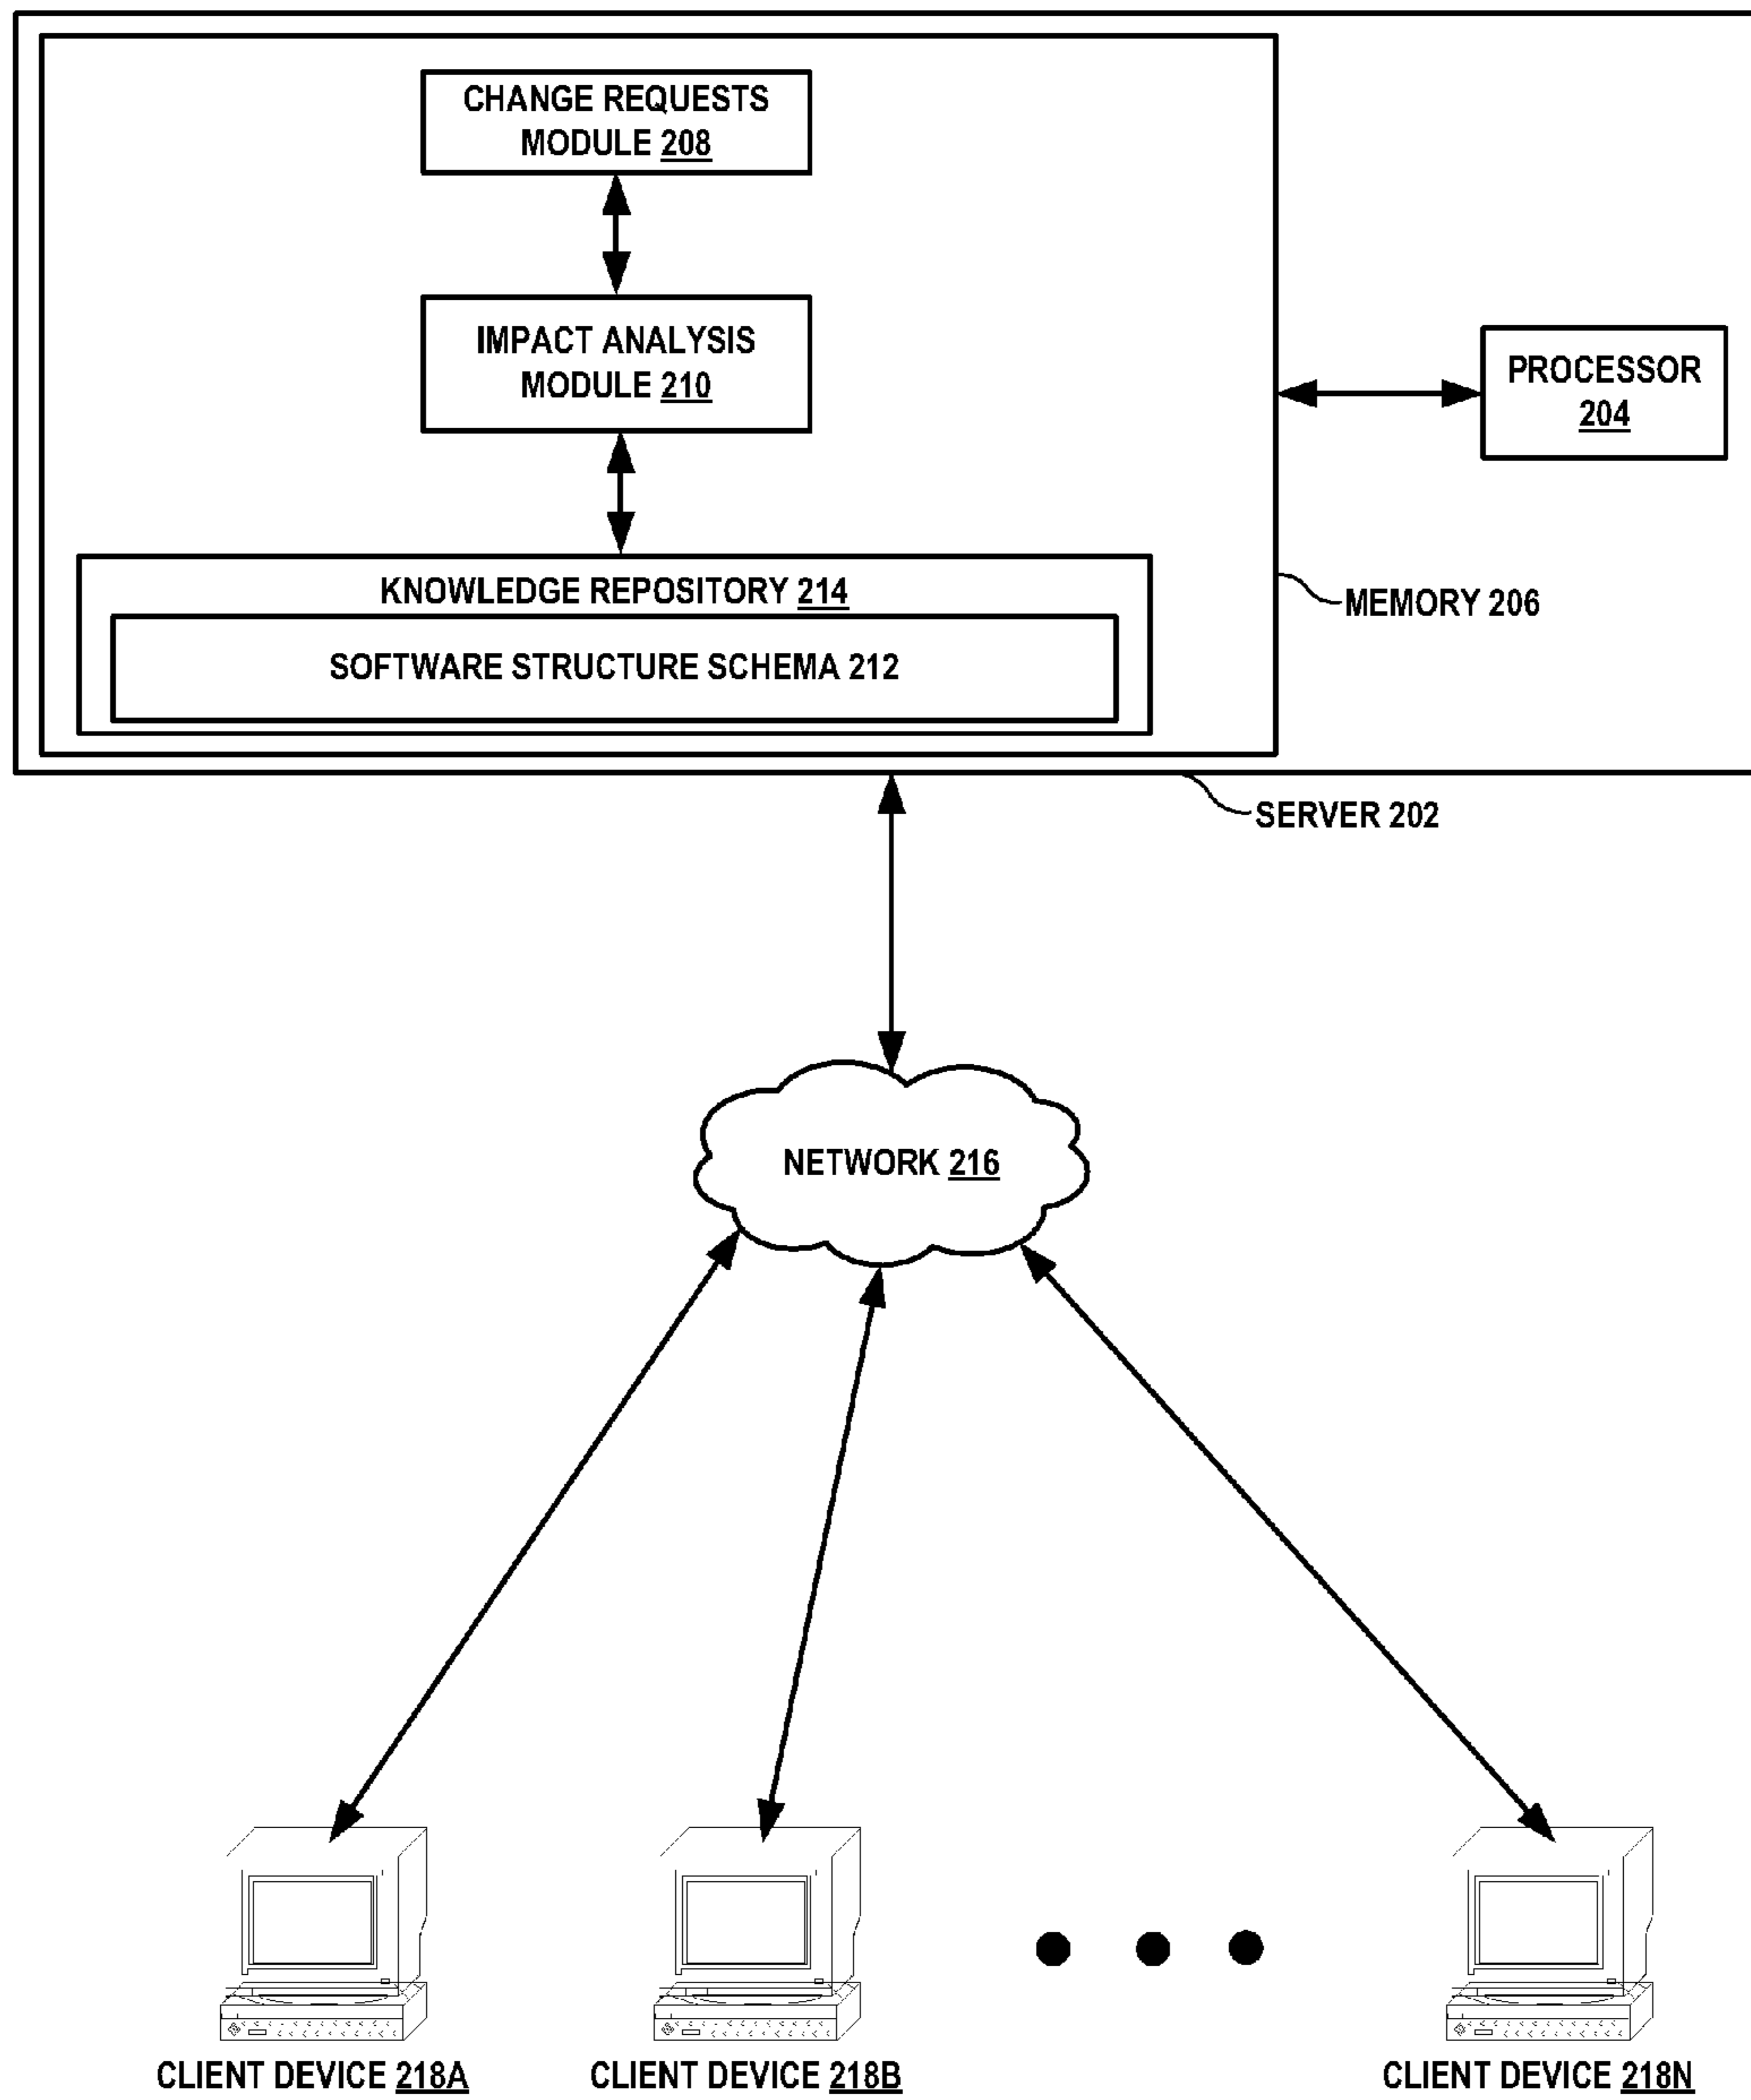 CHANGE REQUESTS
MODULE 208
IMPACT ANALYSIS
MODULE 210
PROCESSOR
204
KNOWLEDGE REPOSITORY 214
MEMORY 206
SOFTWARE STRUCTURE SCHEMA 212
SERVER 202
NETWORK 216
CLIENT DEVICE 218A
CLIENT DEVICE 218B
CLIENT DEVICE 218N